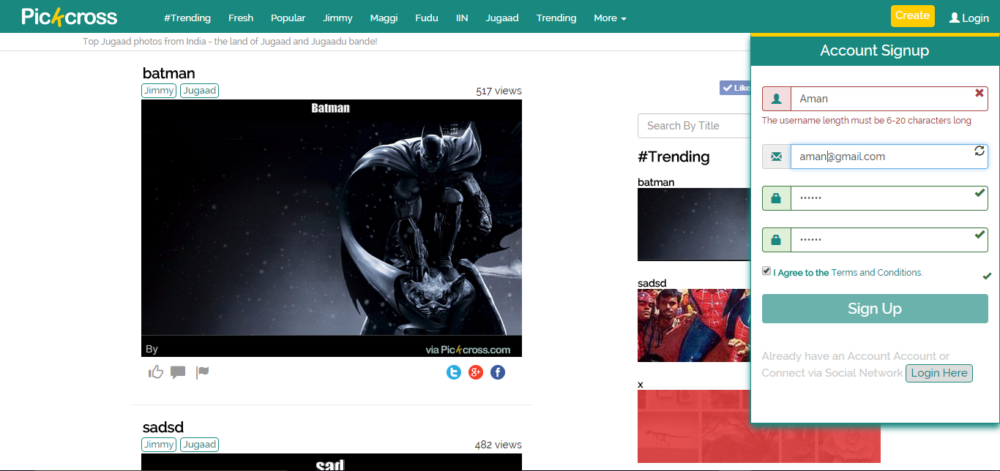 Pickcross
#Trending Fresh Popular Jimmy Maggi Fudu IIN Jugaad Trending More
Create
Login
Top Jugaad photos from India - the land of Jugaad and Jugaadu bande!
batman
Jimmy Jugaad
517 views
Batman
By
via Pickcross.com
sadsd
Jimmy Jugaad
482 views
sad
Like
Search By Title
#Trending
batman
sadsd
x
Account Signup
Aman
The username length must be 6-20 characters long
aman@gmail.com
••••••
••••••
I Agree to the Terms and Conditions.
Sign Up
Already have an Account Account or
Connect via Social Network Login Here